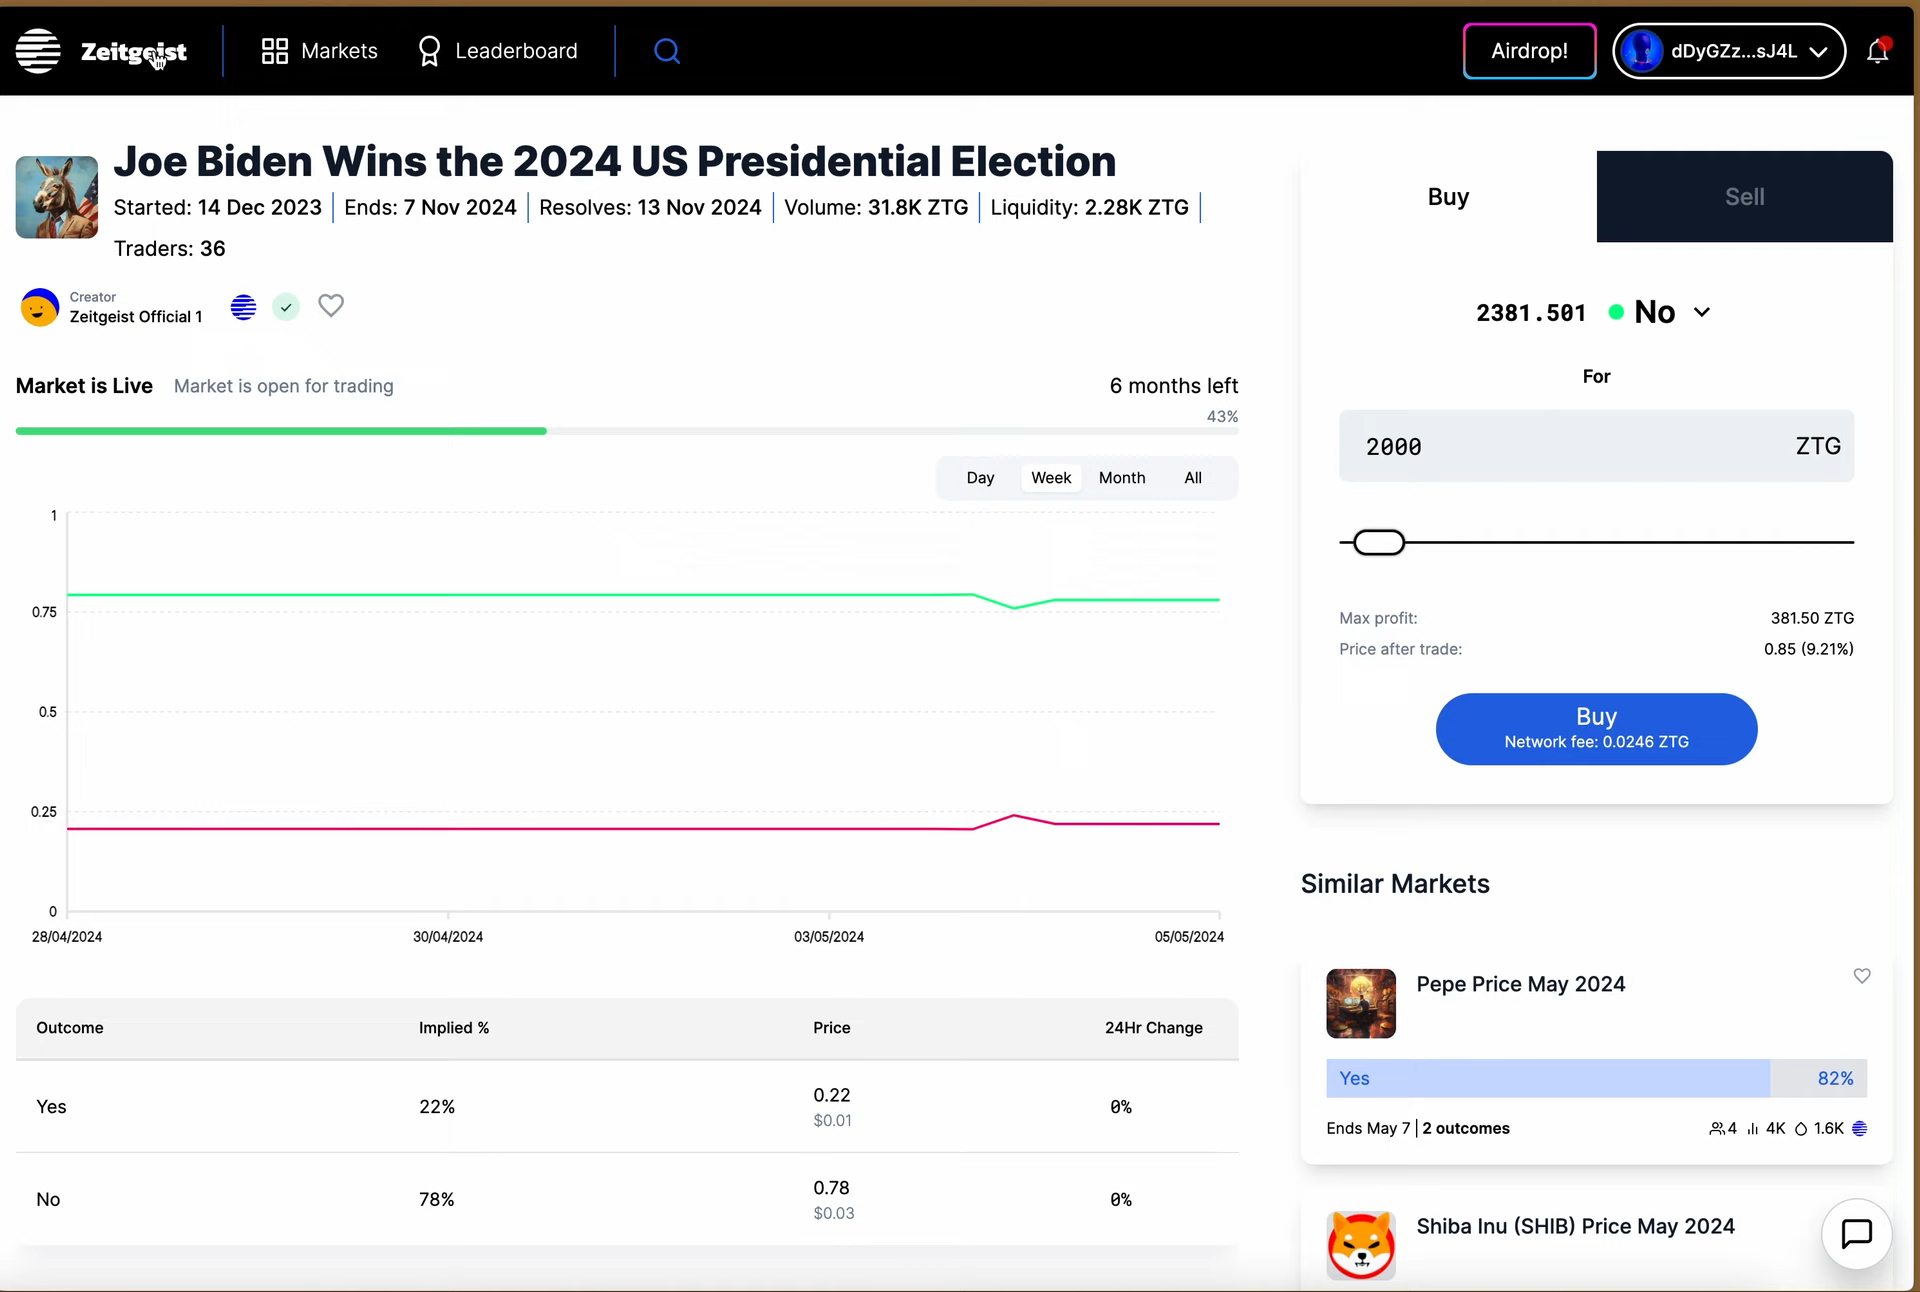 Zeitgeist
Markets
Leaderboard
Airdrop!
dDyGZz...sJ4L
Joe Biden Wins the 2024 US Presidential Election
Started: 14 Dec 2023 Ends: 7 Nov 2024 Resolves: 13 Nov 2024 Volume: 31.8K ZTG Liquidity: 2.28K ZTG
Traders: 36
Creator
Zeitgeist Official 1
Market is Live Market is open for trading 6 months left
43%
Day Week Month All
1
0.75
0.5
0.25
0
28/04/2024 30/04/2024 03/05/2024 05/05/2024
Outcome Implied % Price 24Hr Change
Yes 22% 0.22 0%
$0.01
No 78% 0.78 0%
$0.03
Buy Sell
2381.501 No
For
2000 ZTG
Max profit: 381.50 ZTG
Price after trade: 0.85 (9.21%)
Buy
Network fee: 0.0246 ZTG
Similar Markets
Pepe Price May 2024
Yes 82%
Ends May 7 | 2 outcomes 4 4K 1.6K
Shiba Inu (SHIB) Price May 2024